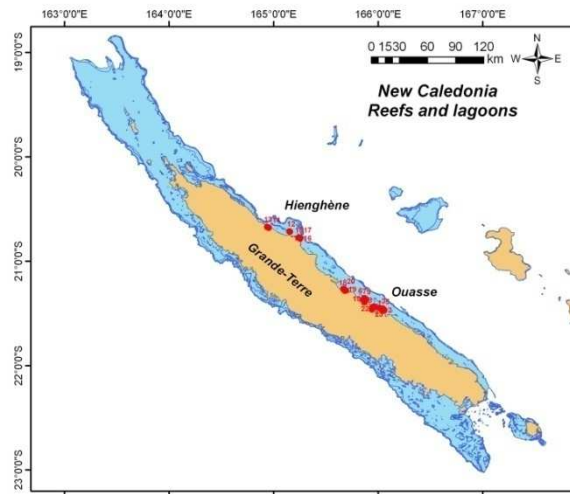 163°0'0"E 164°0'0"E 165°0'0"E 166°0'0"E 167°0'0"E
0 1530 60 90 120
km
N
W E
S
New Caledonia
Reefs and lagoons
19°0'0"S
20°0'0"S
21°0'0"S
22°0'0"S
23°0'0"S
Hienghène
Grande-Terre
Ouasse